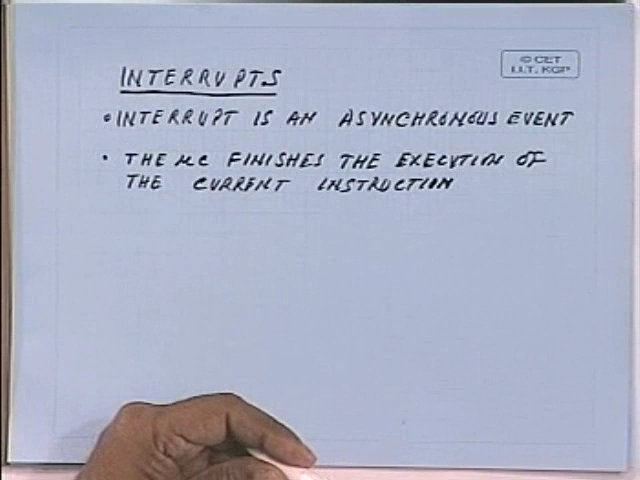 © CET
I.I.T. KGP
INTERRUPTS
• INTERRUPT IS AN ASYNCHRONOUS EVENT
• THE μC FINISHES THE EXECUTION OF
THE CURRENT INSTRUCTION